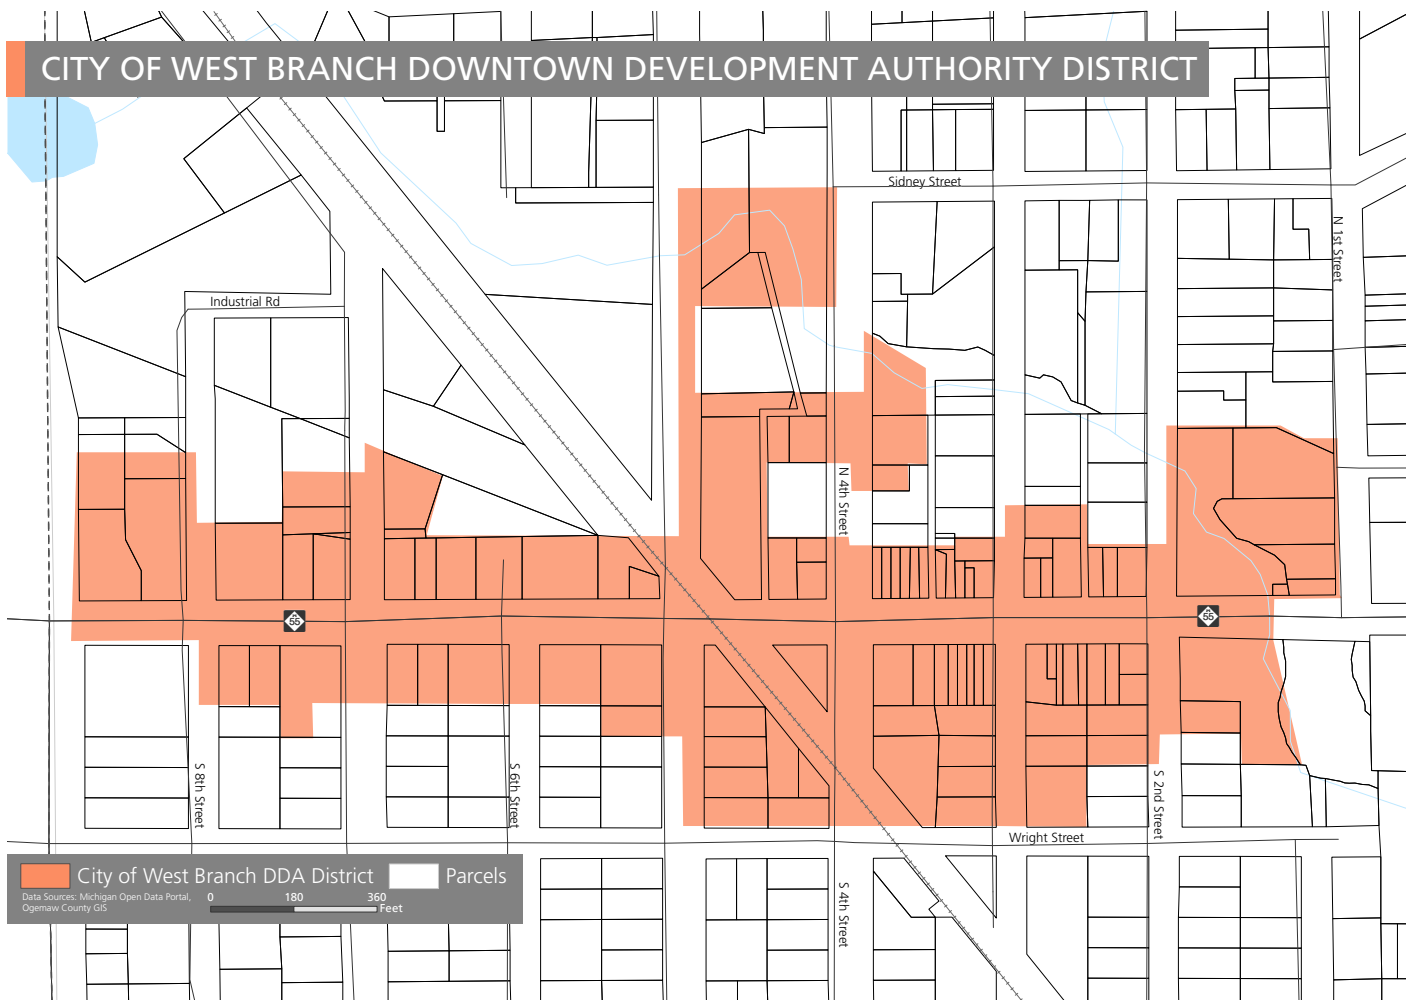 CITY OF WEST BRANCH DOWNTOWN DEVELOPMENT AUTHORITY DISTRICT
Sidney Street
N 1st Street
Industrial Rd
N 4th Street
55
55
S 8th Street
S 6th Street
S 2nd Street
Wright Street
S 4th Street
City of West Branch DDA District
Parcels
Data Sources: Michigan Open Data Portal,
Ogemaw County GIS
0 180 360
Feet